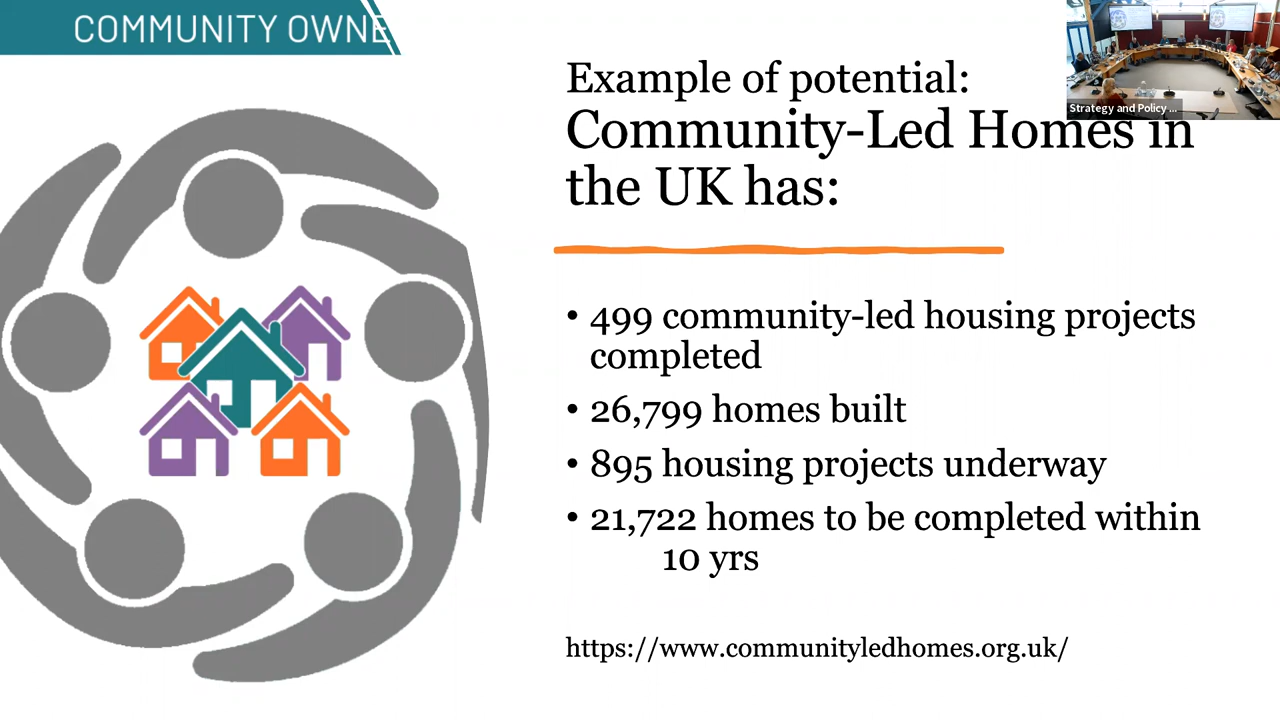 COMMUNITY OWNE
Strategy and Policy ...
Example of potential:
Community-Led Homes in
the UK has:
• 499 community-led housing projects
completed
• 26,799 homes built
• 895 housing projects underway
• 21,722 homes to be completed within
10 yrs
https://www.communityledhomes.org.uk/